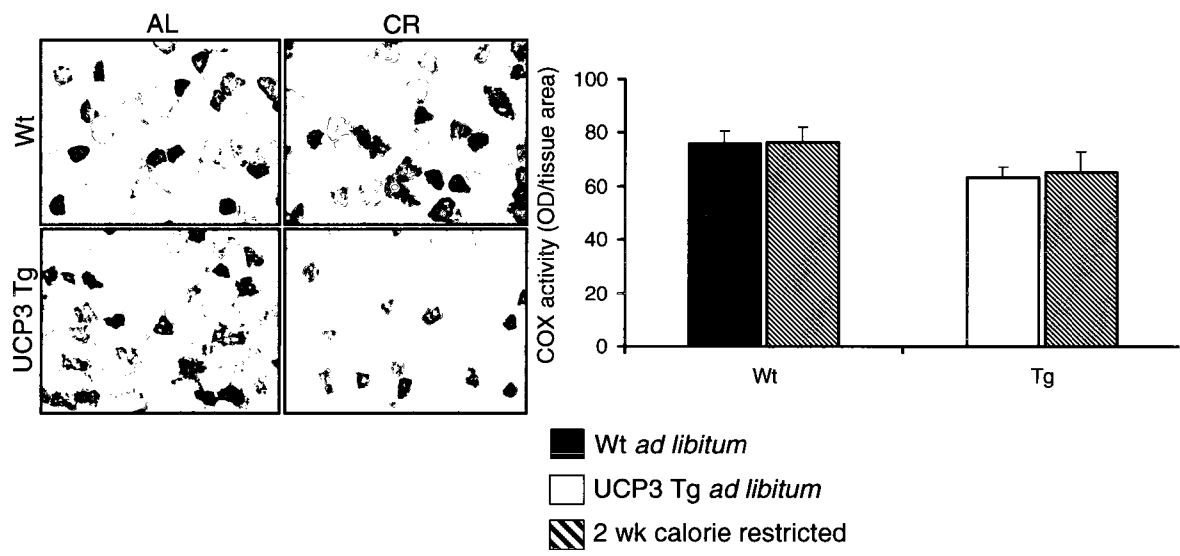 AL
CR
Wt
UCP3 Tg
COX activity (OD/tissue area)
100
80
60
40
20
0
Wt
Tg
Wt ad libitum
UCP3 Tg ad libitum
2 wk calorie restricted